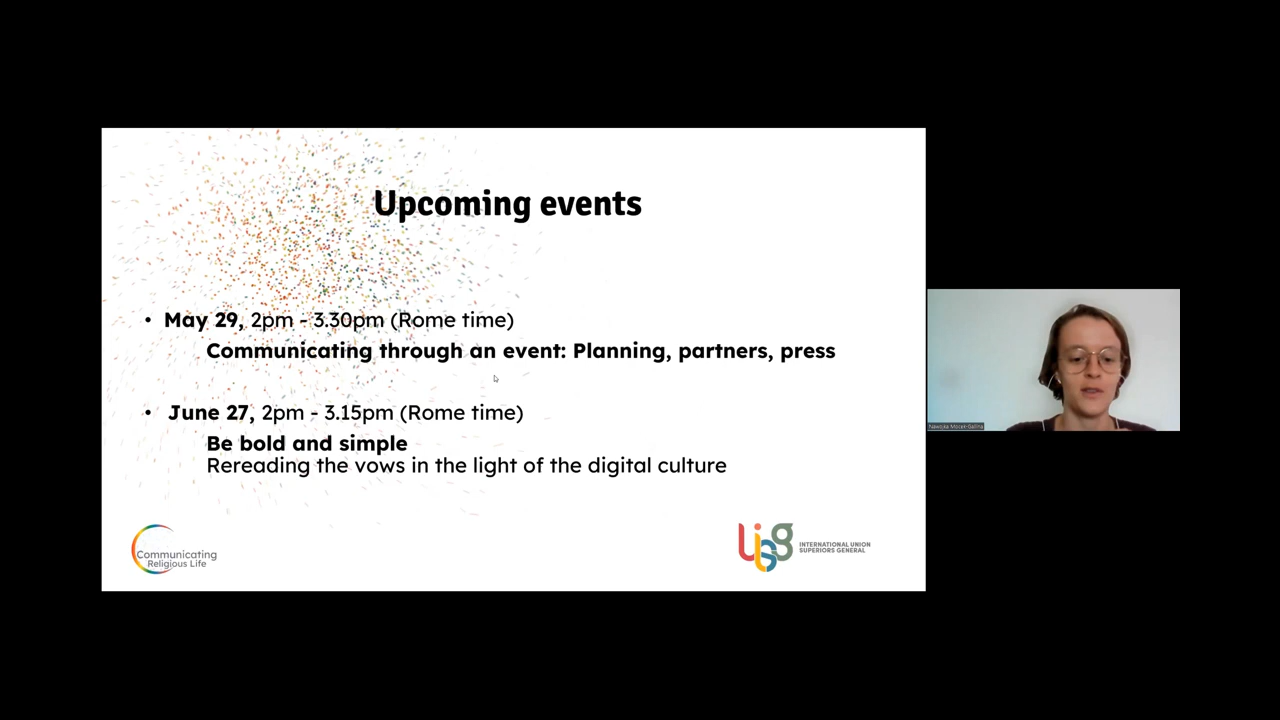 Upcoming events
• May 29, 2pm - 3.30pm (Rome time)
Communicating through an event: Planning, partners, press
• June 27, 2pm - 3.15pm (Rome time)
Be bold and simple
Rereading the vows in the light of the digital culture
Communicating
Religious Life
uisg
INTERNATIONAL UNION
SUPERIORS GENERAL